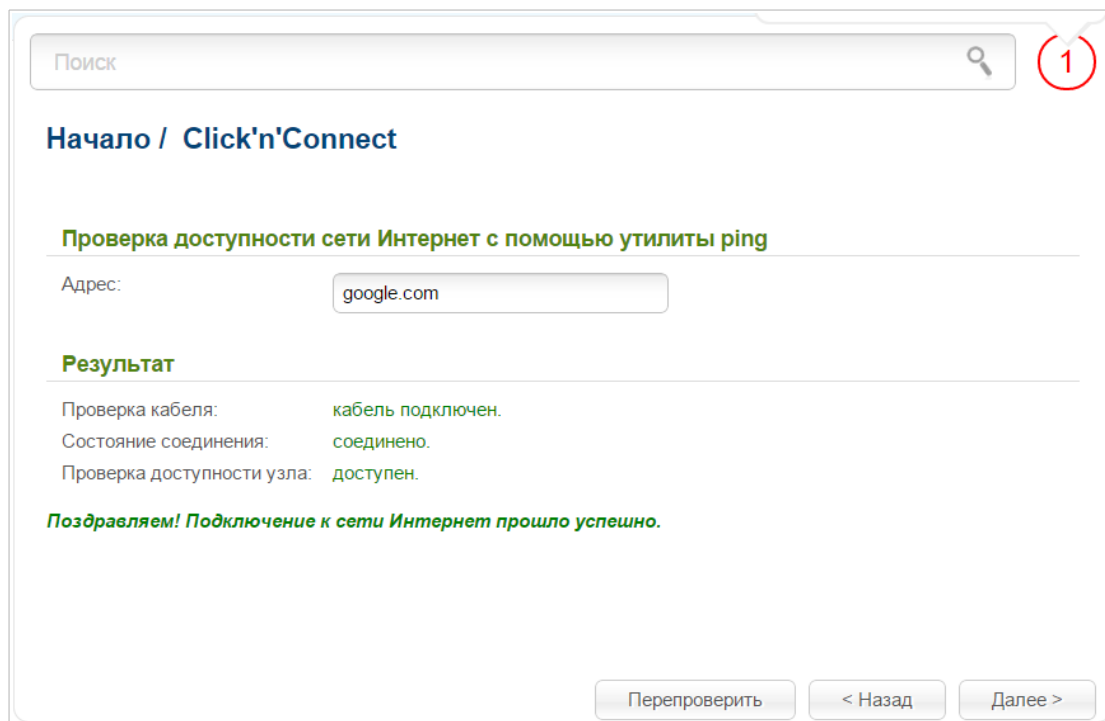 Поиск
1
Начало / Click'n'Connect
Проверка доступности сети Интернет с помощью утилиты ping
Адрес: google.com
Результат
Проверка кабеля: кабель подключен.
Состояние соединения: соединено.
Проверка доступности узла: доступен.
Поздравляем! Подключение к сети Интернет прошло успешно.
Перепроверить < Назад Далее >